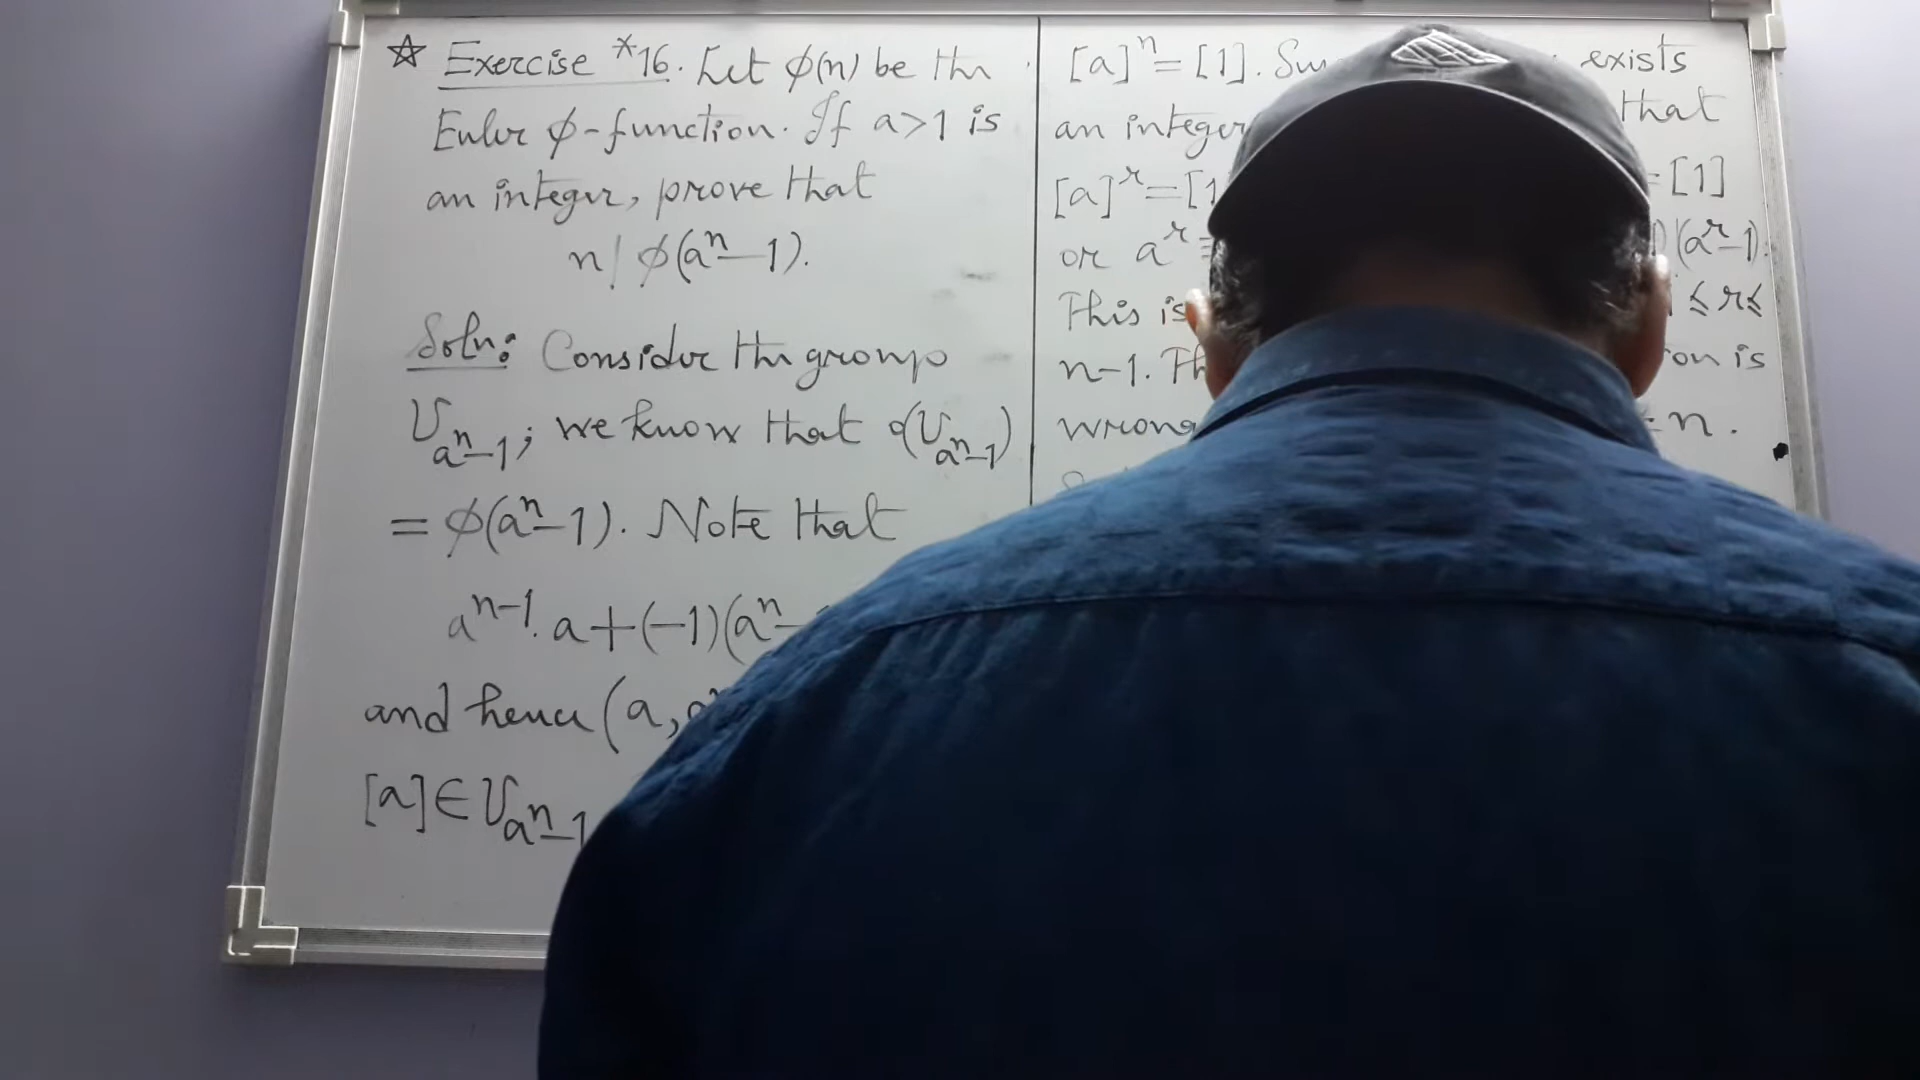 ☆ Exercise *16. Let φ(n) be the
Euler φ-function. If a>1 is
an integer, prove that
n | φ(aⁿ-1).
Soln: Consider the group
U_{aⁿ-1}; we know that o(U_{aⁿ-1})
= φ(aⁿ-1). Note that
aⁿ⁻¹. a+(-1)(aⁿ-
and hence (a, a
[a]∈U_{aⁿ-1}
[a]ⁿ = [1]. exists
an integer that
[a]ʳ = [1 = [1]
or aʳ ≡ )|(aʳ-1).
This is ≤ r ≤
n-1. is
wrong = n.